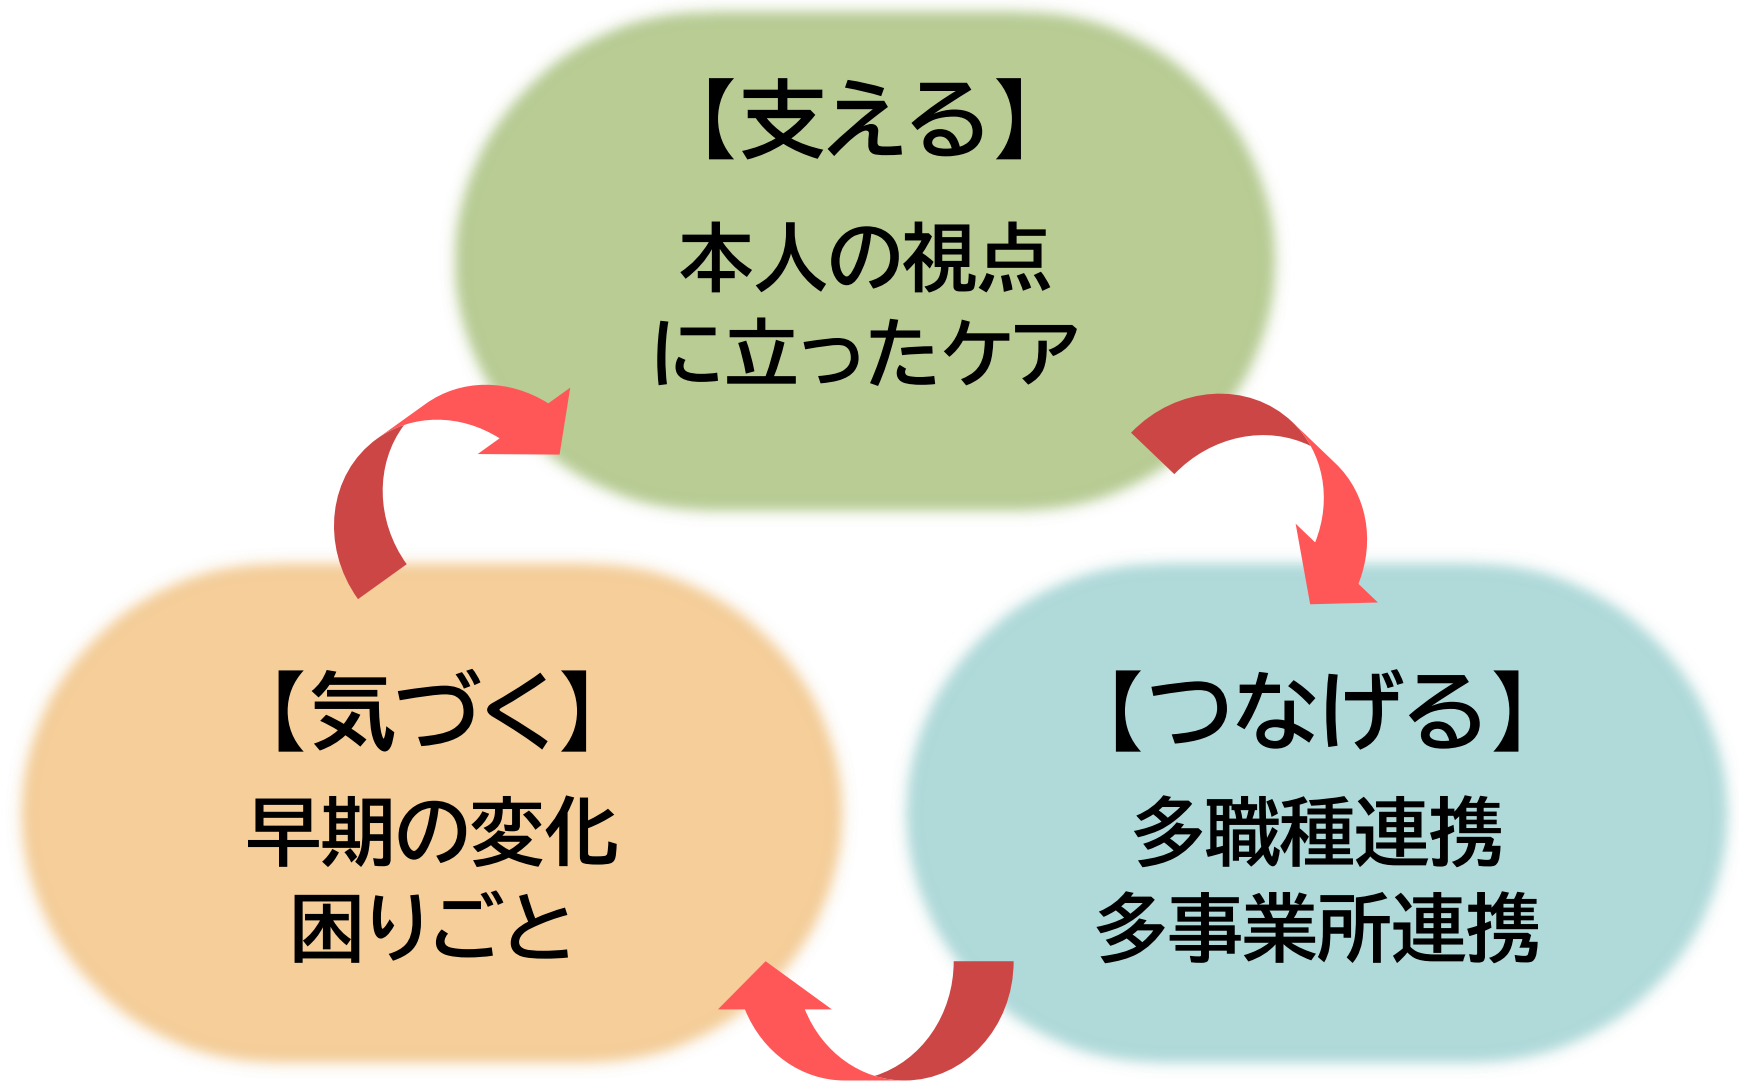 【支える】
本人の視点
に立ったケア
【気づく】
早期の変化
困りごと
【つなげる】
多職種連携
多事業所連携